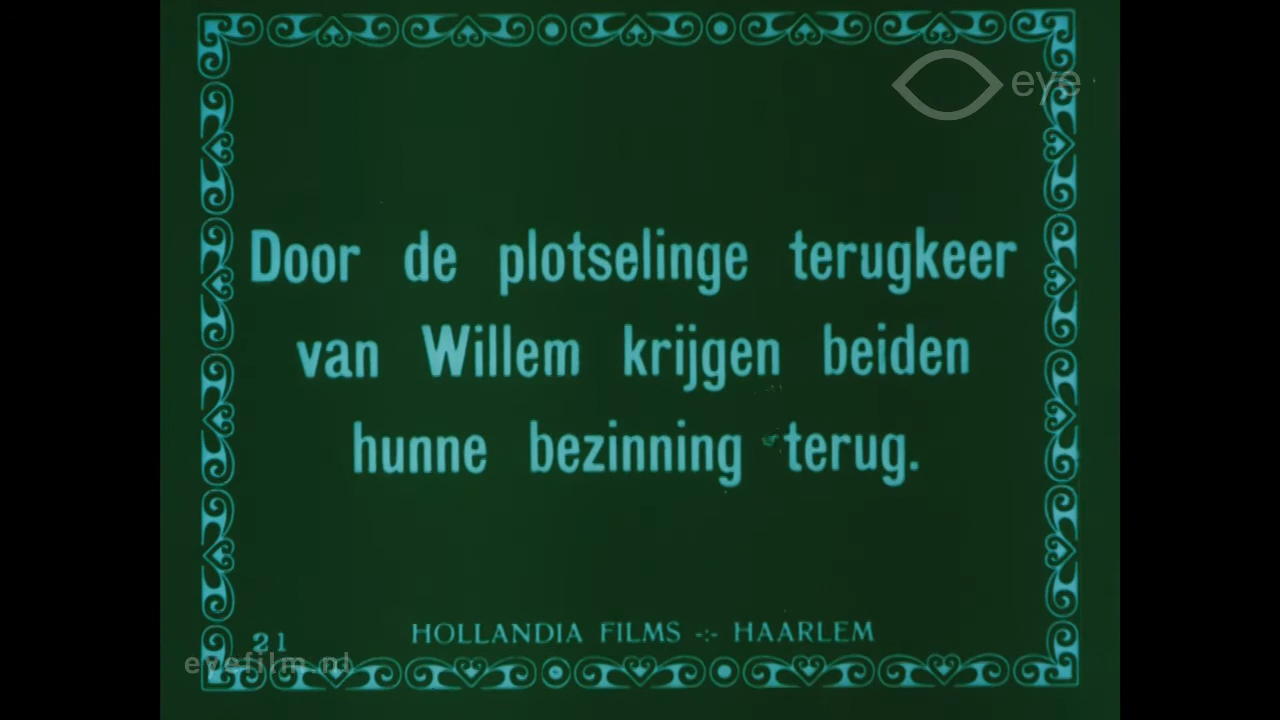 eye
Door de plotselinge terugkeer
van Willem krijgen beiden
hunne bezinning terug.
21
HOLLANDIA FILMS -:- HAARLEM
eyefilm.nl